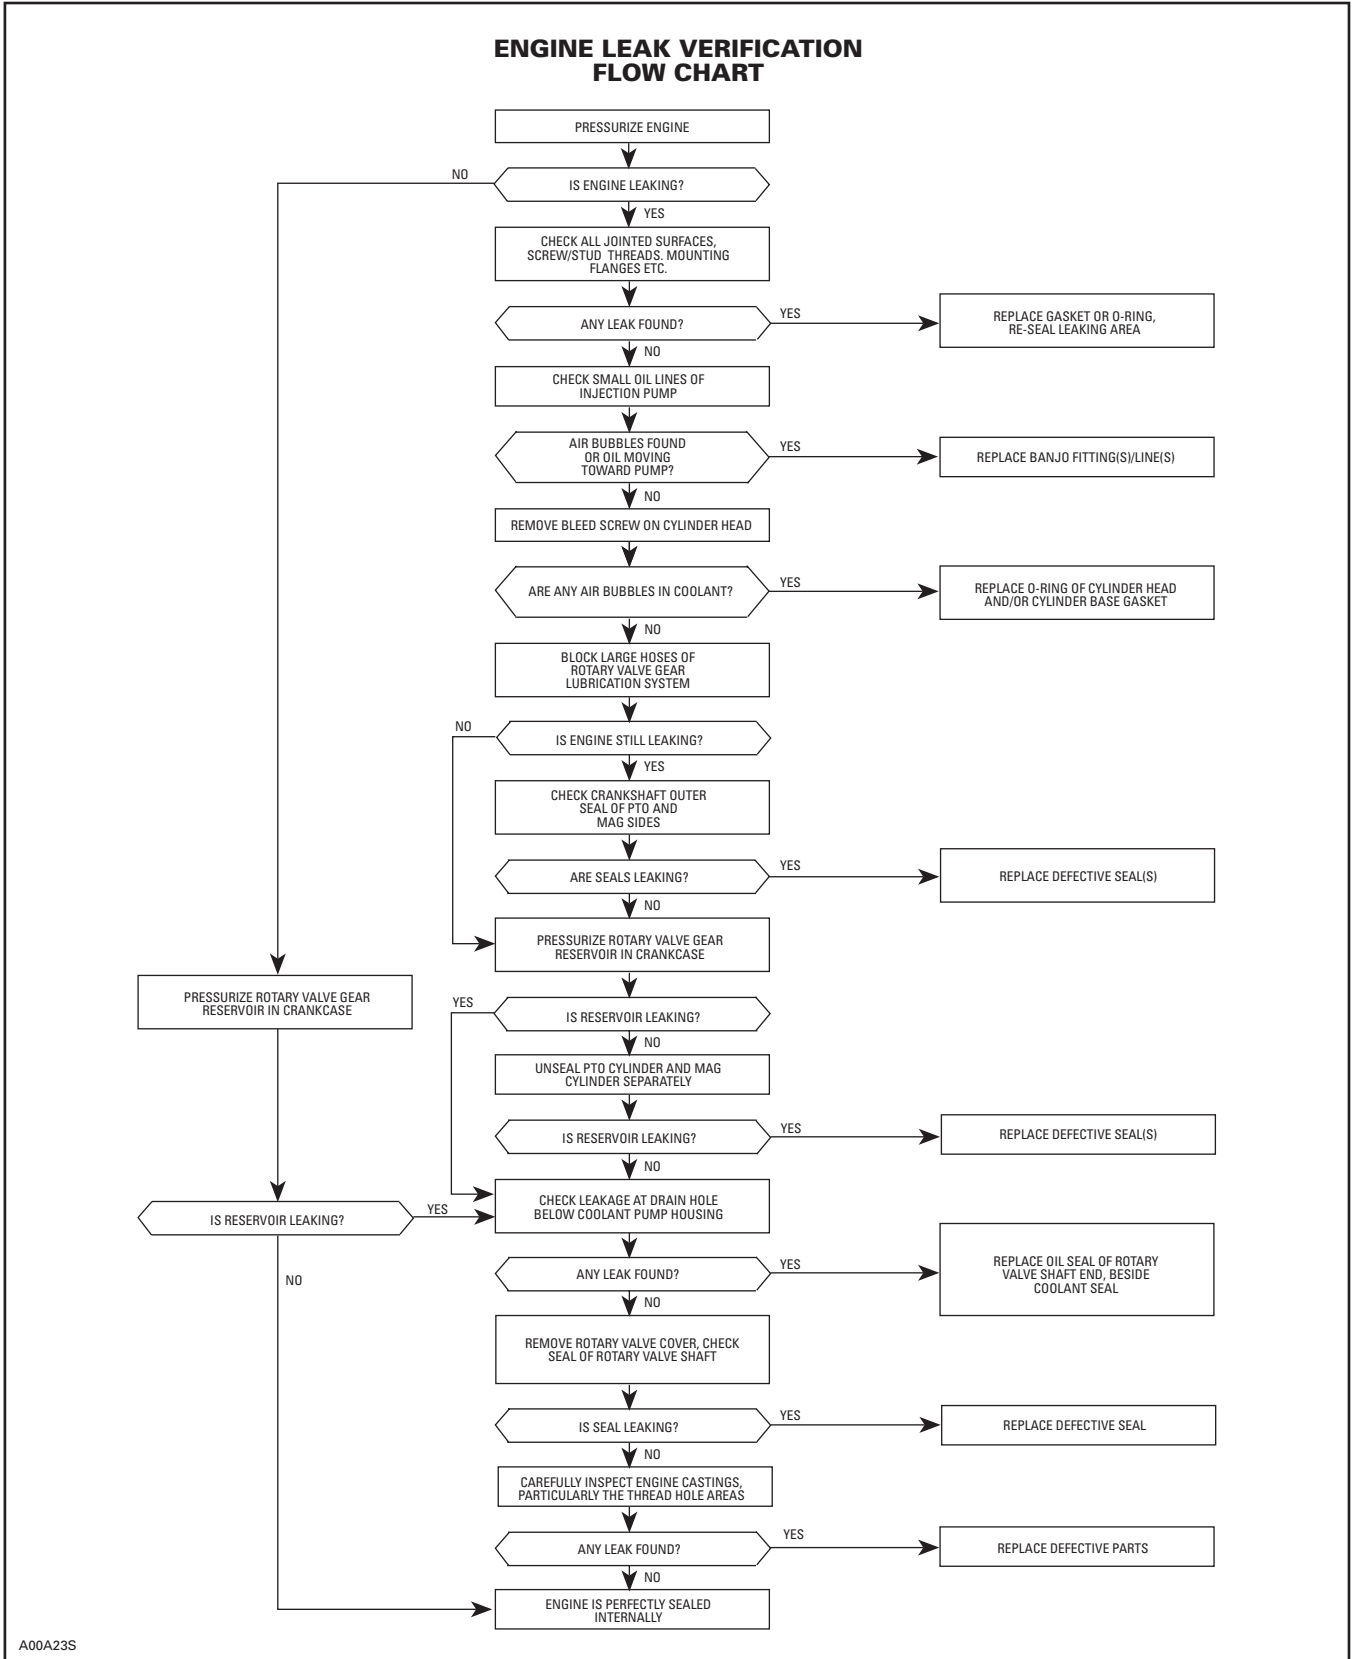 ENGINE LEAK VERIFICATION
FLOW CHART
PRESSURIZE ENGINE
NO
IS ENGINE LEAKING?
YES
CHECK ALL JOINTED SURFACES,
SCREW/STUD THREADS. MOUNTING
FLANGES ETC.
ANY LEAK FOUND?
YES
REPLACE GASKET OR O-RING,
RE-SEAL LEAKING AREA
NO
CHECK SMALL OIL LINES OF
INJECTION PUMP
AIR BUBBLES FOUND
OR OIL MOVING
TOWARD PUMP?
YES
REPLACE BANJO FITTING(S)/LINE(S)
NO
REMOVE BLEED SCREW ON CYLINDER HEAD
ARE ANY AIR BUBBLES IN COOLANT?
YES
REPLACE O-RING OF CYLINDER HEAD
AND/OR CYLINDER BASE GASKET
NO
BLOCK LARGE HOSES OF
ROTARY VALVE GEAR
LUBRICATION SYSTEM
NO
IS ENGINE STILL LEAKING?
YES
CHECK CRANKSHAFT OUTER
SEAL OF PTO AND
MAG SIDES
ARE SEALS LEAKING?
YES
REPLACE DEFECTIVE SEAL(S)
NO
PRESSURIZE ROTARY VALVE GEAR
RESERVOIR IN CRANKCASE
PRESSURIZE ROTARY VALVE GEAR
RESERVOIR IN CRANKCASE
YES
IS RESERVOIR LEAKING?
NO
UNSEAL PTO CYLINDER AND MAG
CYLINDER SEPARATELY
IS RESERVOIR LEAKING?
YES
REPLACE DEFECTIVE SEAL(S)
NO
CHECK LEAKAGE AT DRAIN HOLE
BELOW COOLANT PUMP HOUSING
IS RESERVOIR LEAKING?
YES
NO
ANY LEAK FOUND?
YES
REPLACE OIL SEAL OF ROTARY
VALVE SHAFT END, BESIDE
COOLANT SEAL
NO
REMOVE ROTARY VALVE COVER, CHECK
SEAL OF ROTARY VALVE SHAFT
IS SEAL LEAKING?
YES
REPLACE DEFECTIVE SEAL
NO
CAREFULLY INSPECT ENGINE CASTINGS,
PARTICULARLY THE THREAD HOLE AREAS
ANY LEAK FOUND?
YES
REPLACE DEFECTIVE PARTS
NO
ENGINE IS PERFECTLY SEALED
INTERNALLY
A00A23S